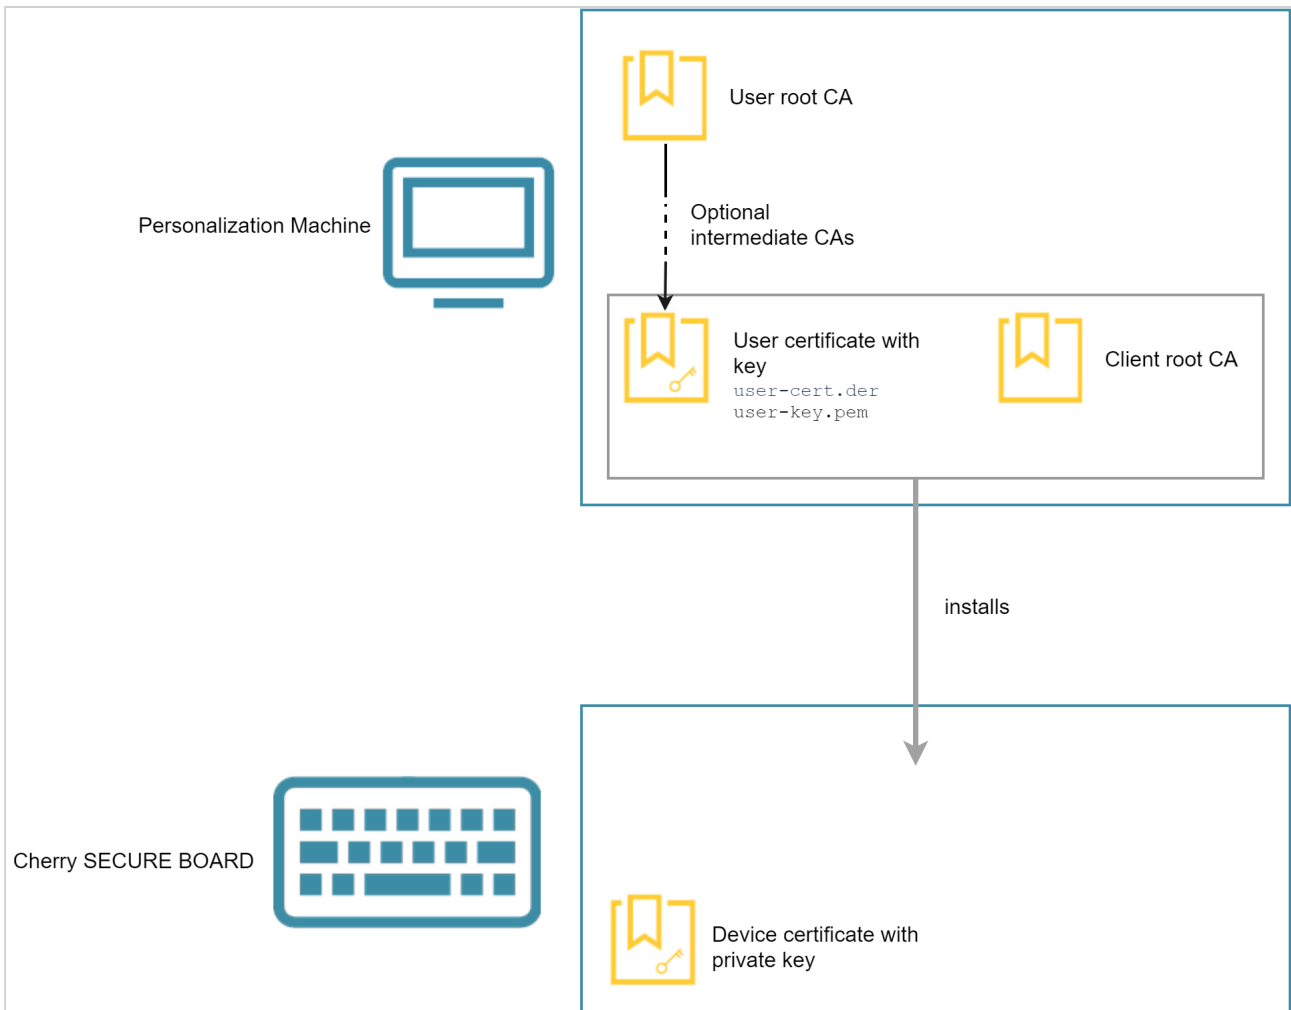 User root CA
Personalization Machine
Optional
intermediate CAs
User certificate with
key
user-cert.der
user-key.pem
Client root CA
installs
Cherry SECURE BOARD
Device certificate with
private key